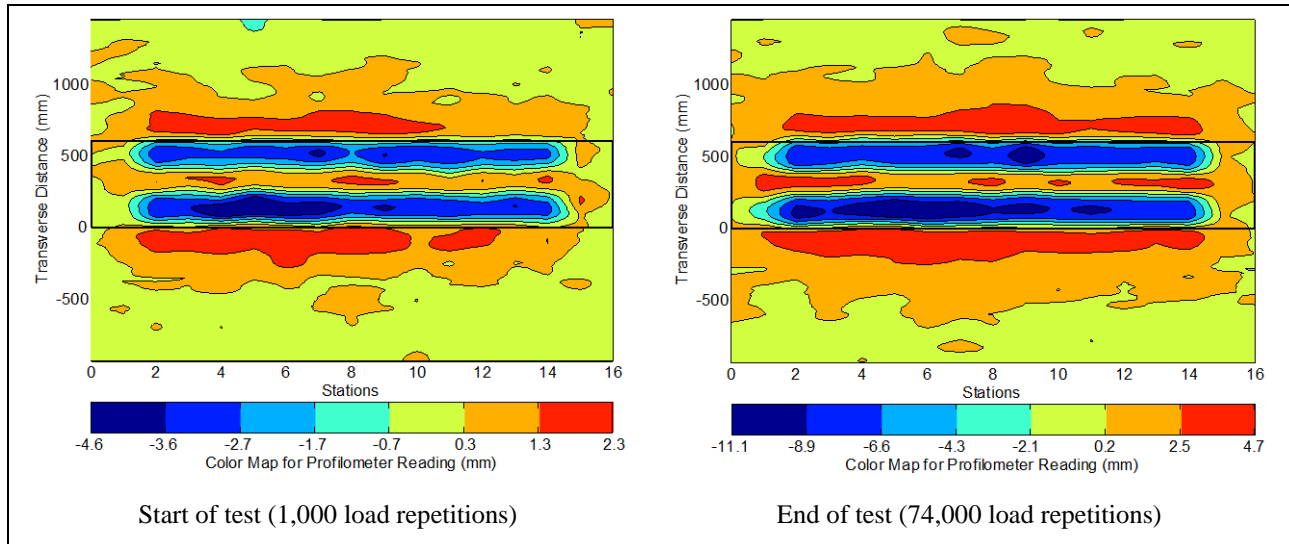 Transverse Distance (mm)
1000
500
0
-500
0 2 4 6 8 10 12 14 16
Stations
-4.6 -3.6 -2.7 -1.7 -0.7 0.3 1.3 2.3
Color Map for Profilometer Reading (mm)
Start of test (1,000 load repetitions)
Transverse Distance (mm)
1000
500
0
-500
0 2 4 6 8 10 12 14 16
Stations
-11.1 -8.9 -6.6 -4.3 -2.1 0.2 2.5 4.7
Color Map for Profilometer Reading (mm)
End of test (74,000 load repetitions)